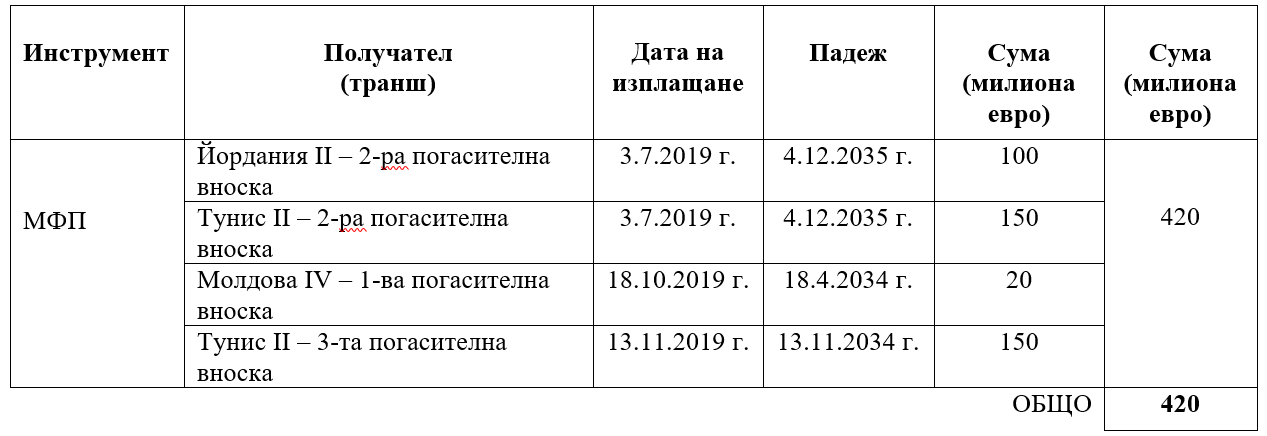 Инструмент Получател Дата на Падеж Сума Сума
(транш) изплащане (милиона (милиона
евро) евро)
Йордания II – 2-ра погасителна 3.7.2019 г. 4.12.2035 г. 100
вноска
МФП Тунис II – 2-ра погасителна 3.7.2019 г. 4.12.2035 г. 150 420
вноска
Молдова IV – 1-ва погасителна 18.10.2019 г. 18.4.2034 г. 20
вноска
Тунис II – 3-та погасителна 13.11.2019 г. 13.11.2034 г. 150
вноска
ОБЩО 420